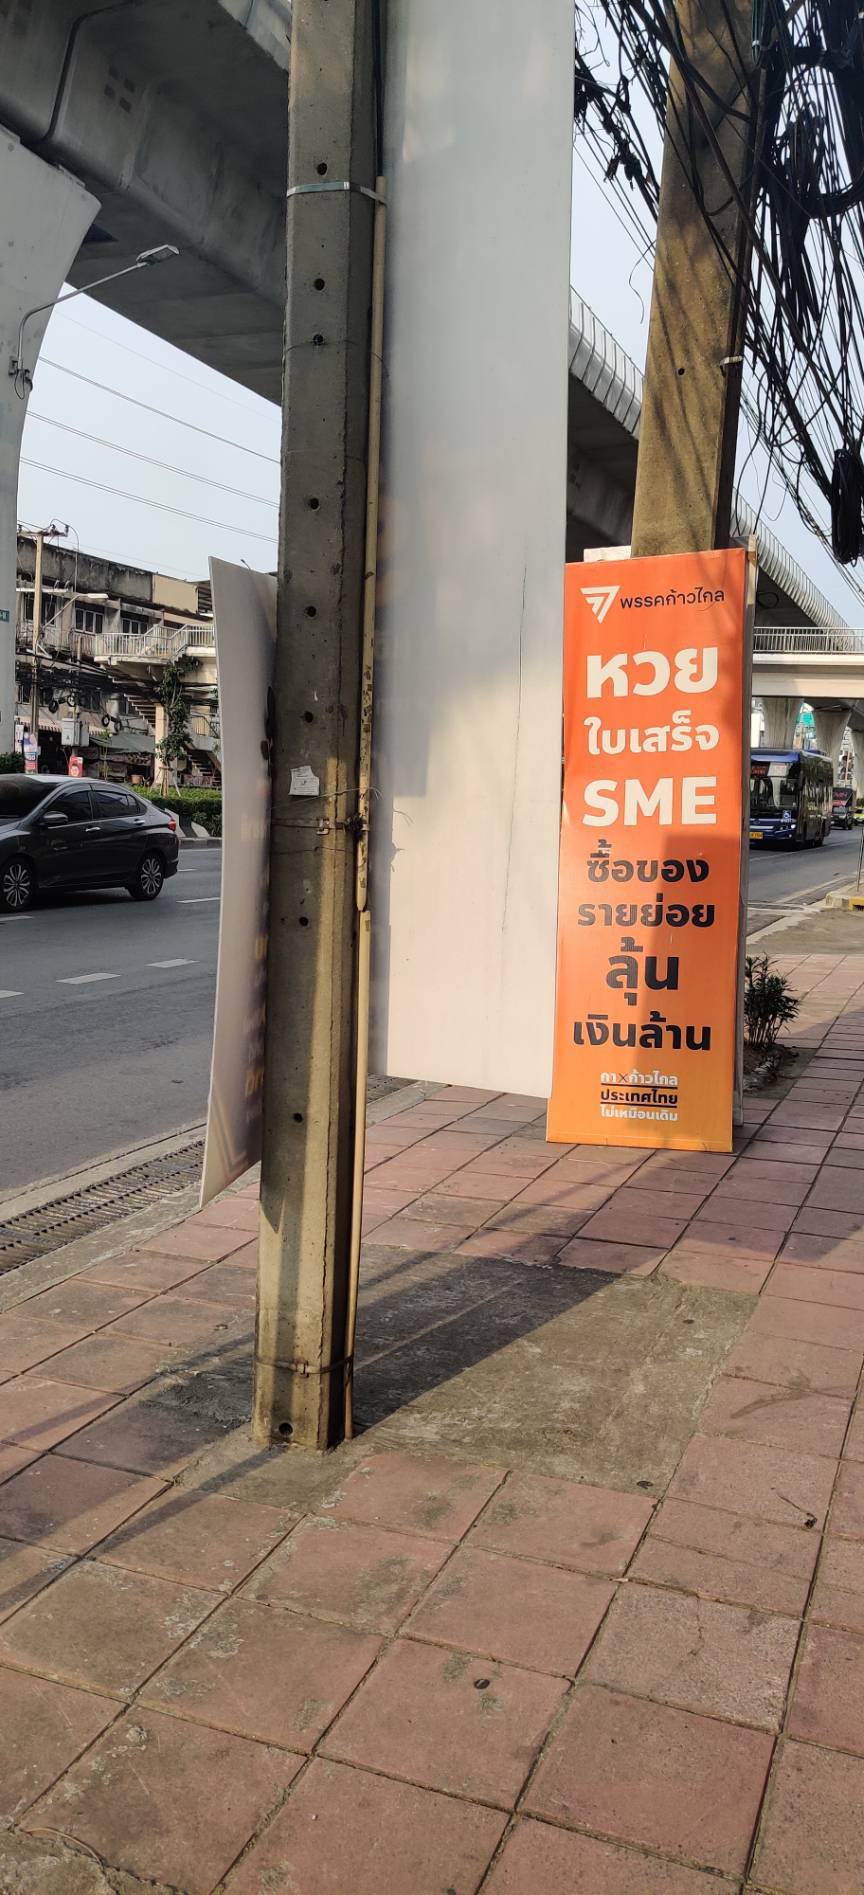 พรรคก้าวไกล
หวย
ใบเสร็จ
SME
ซื้อของ
รายย่อย
ลุ้น
เงินล้าน
กาXก้าวไกล
ประเทศไทย
ไม่เหมือนเดิม